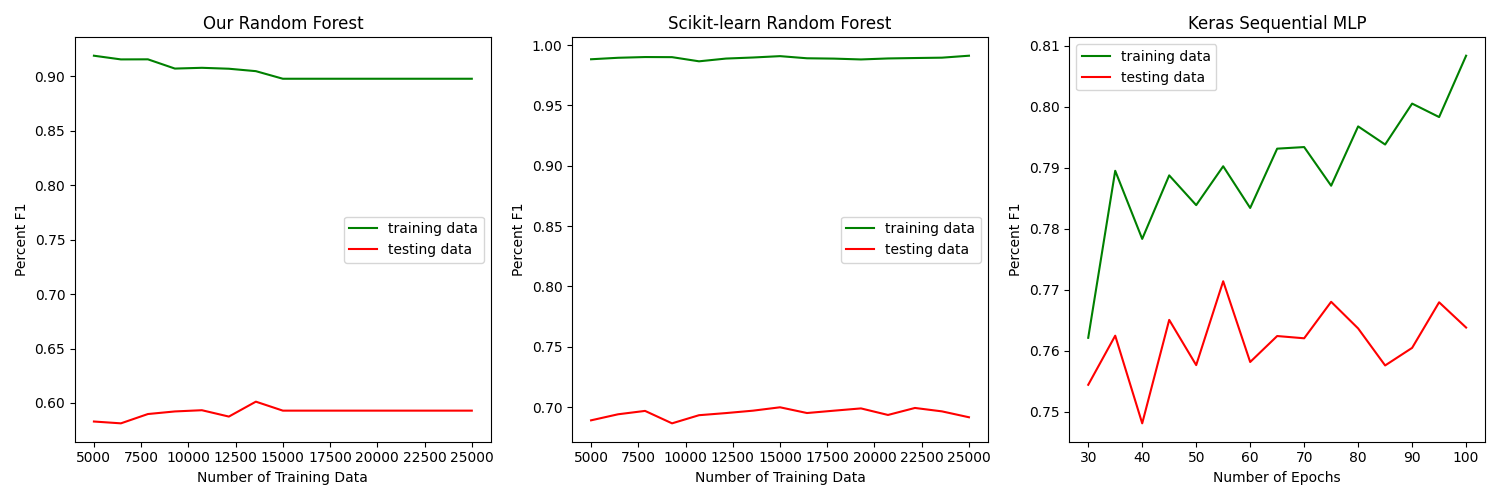 Our Random Forest
Percent F1
0.90
0.85
0.80
0.75
0.70
0.65
0.60
training data
testing data
5000 7500 10000 12500 15000 17500 20000 22500 25000
Number of Training Data
Scikit-learn Random Forest
Percent F1
1.00
0.95
0.90
0.85
0.80
0.75
0.70
training data
testing data
5000 7500 10000 12500 15000 17500 20000 22500 25000
Number of Training Data
Keras Sequential MLP
Percent F1
0.81
0.80
0.79
0.78
0.77
0.76
0.75
training data
testing data
30 40 50 60 70 80 90 100
Number of Epochs